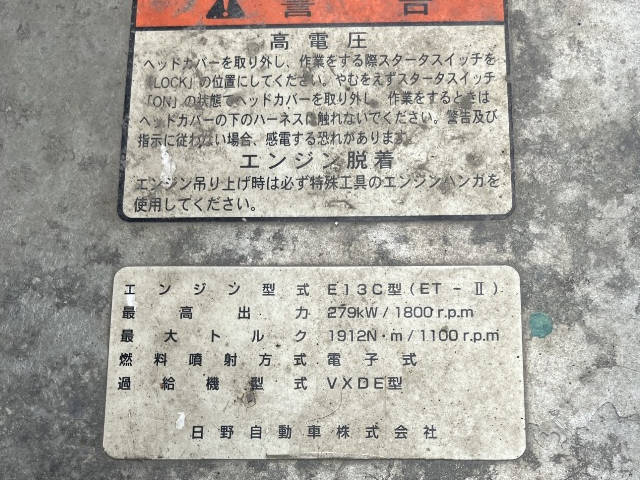 警告
高電圧
ヘッドカバーを取り外し、作業をする際スタータスイッチを
「LOCK」の位置にしてください。やむをえずスタータスイッチ
「ON」の状態でヘッドカバーを取り外し、作業をするときは
ヘッドカバーの下のハーネスに触れないでください。警告及び
指示に従わない場合、感電する恐れがあります。
エンジン脱着
エンジン吊り上げ時は必ず特殊工具のエンジンハンガを
使用してください。
エンジン型式 E13C型(ET-Ⅱ)
最高出力 279kW/1800r.p.m
最大トルク 1912N・m/1100r.p.m
燃料噴射方式 電子式
過給機型式 VXDE型
日野自動車株式会社